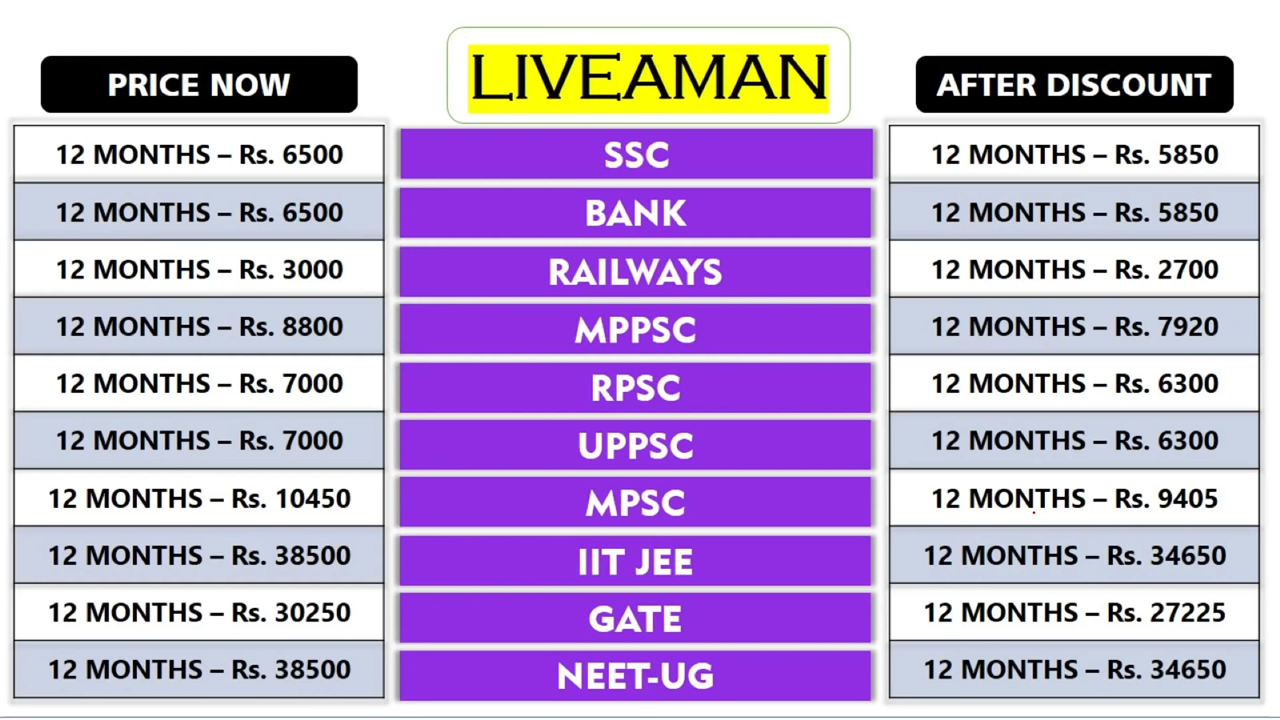 PRICE NOW LIVEAMAN AFTER DISCOUNT
12 MONTHS – Rs. 6500 SSC 12 MONTHS – Rs. 5850
12 MONTHS – Rs. 6500 BANK 12 MONTHS – Rs. 5850
12 MONTHS – Rs. 3000 RAILWAYS 12 MONTHS – Rs. 2700
12 MONTHS – Rs. 8800 MPPSC 12 MONTHS – Rs. 7920
12 MONTHS – Rs. 7000 RPSC 12 MONTHS – Rs. 6300
12 MONTHS – Rs. 7000 UPPSC 12 MONTHS – Rs. 6300
12 MONTHS – Rs. 10450 MPSC 12 MONTHS – Rs. 9405
12 MONTHS – Rs. 38500 IIT JEE 12 MONTHS – Rs. 34650
12 MONTHS – Rs. 30250 GATE 12 MONTHS – Rs. 27225
12 MONTHS – Rs. 38500 NEET-UG 12 MONTHS – Rs. 34650